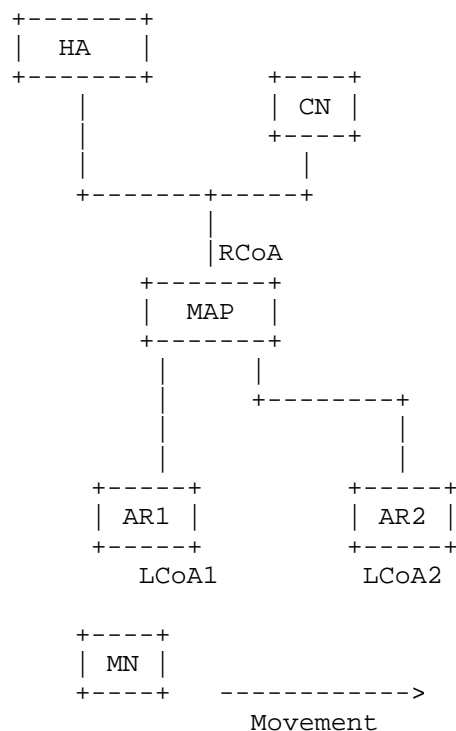 HA
CN
RCoA
MAP
AR1 AR2
LCoA1 LCoA2
MN
Movement